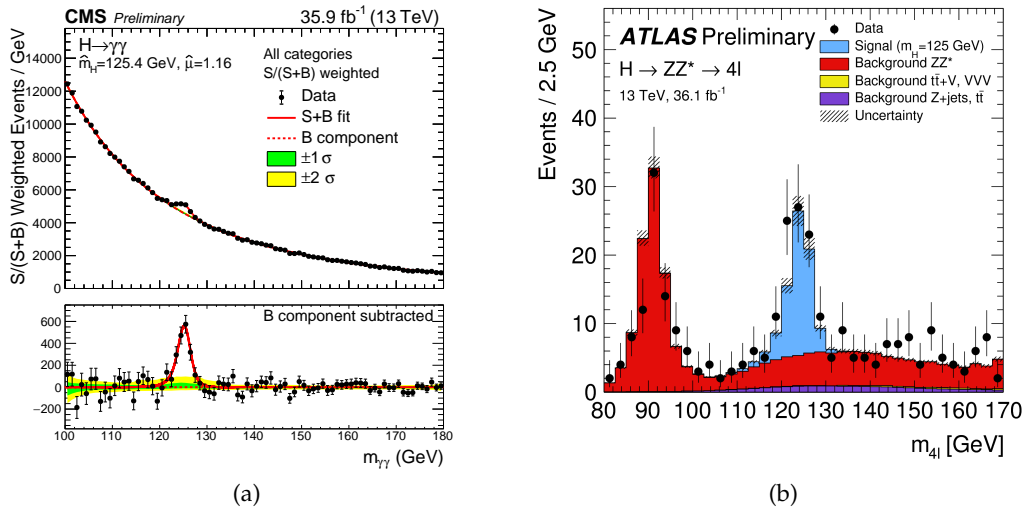 CMS Preliminary 35.9 fb⁻¹ (13 TeV)
H→γγ
m̂_H=125.4 GeV, μ̂=1.16
All categories
S/(S+B) weighted
Data
S+B fit
B component
±1 σ
±2 σ
S/(S+B) Weighted Events / GeV
14000
12000
10000
8000
6000
4000
2000
0
B component subtracted
600
400
200
0
−200
100 110 120 130 140 150 160 170 180
m_γγ (GeV)
(a)
ATLAS Preliminary
H → ZZ* → 4l
13 TeV, 36.1 fb⁻¹
Data
Signal (m_H=125 GeV)
Background ZZ*
Background tt̄+V, VVV
Background Z+jets, tt̄
Uncertainty
Events / 2.5 GeV
50
40
30
20
10
0
80 90 100 110 120 130 140 150 160 170
m_4l [GeV]
(b)